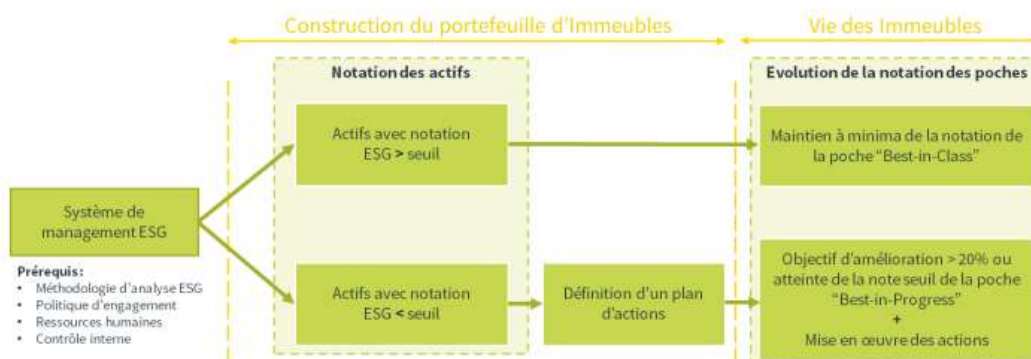 Construction du portefeuille d'Immeubles
Vie des Immeubles
Notation des actifs
Evolution de la notation des poches
Actifs avec notation
ESG > seuil
Maintien à minima de la notation de
la poche "Best-in-Class"
Système de
management ESG
Prérequis :
• Méthodologie d'analyse ESG
• Politique d'engagement
• Ressources humaines
• Contrôle interne
Actifs avec notation
ESG < seuil
Définition d'un plan
d'actions
Objectif d'amélioration > 20% ou
atteinte de la note seuil de la poche
"Best-in-Progress"
+
Mise en œuvre des actions